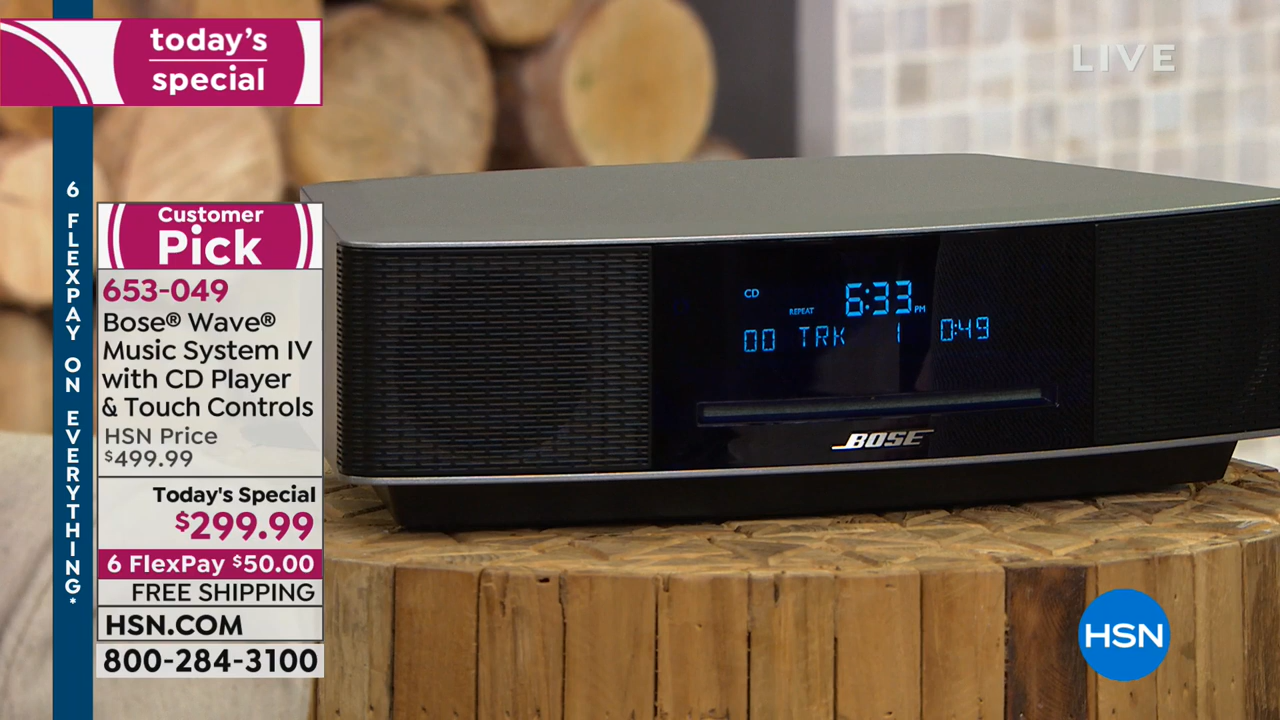 today's
special
LIVE
6 FLEXPAY ON EVERYTHING*
Customer
Pick
653-049
Bose® Wave®
Music System IV
with CD Player
& Touch Controls
HSN Price
$499.99
Today's Special
$299.99
6 FlexPay $50.00
FREE SHIPPING
HSN.COM
800-284-3100
CD
REPEAT
6:33 PM
00 TRK 1 0:49
BOSE
HSN